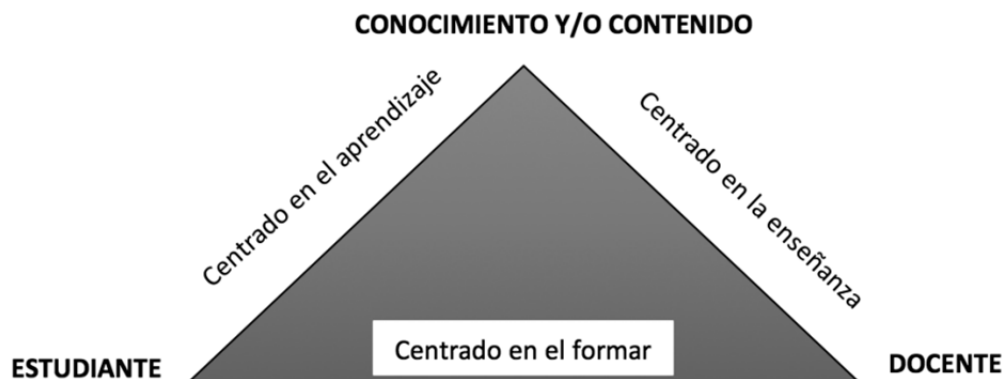 CONOCIMIENTO Y/O CONTENIDO
Centrado en el aprendizaje
Centrado en la enseñanza
Centrado en el formar
ESTUDIANTE
DOCENTE